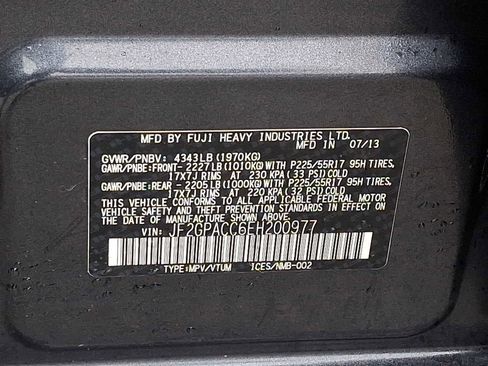 MFD BY FUJI HEAVY INDUSTRIES LTD.
MADE IN 07/13
GVWR/PNBV: 4343LB (1970KG)
GAWR/PNBE:FRONT- 2227LB(1010KG)WITH P225/55R17 95H TIRES,
17X7J RIMS AT 230 KPA (33 PSI)COLD
GAWR/PNBE:REAR - 2205LB(1000KG)WITH P225/55R17 95H TIRES,
17X7J RIMS AT 220 KPA (32 PSI)COLD
THIS VEHICLE CONFORMS TO ALL APPLICABLE FEDERAL MOTOR
VEHICLE SAFETY AND THEFT PREVENTION STANDARDS IN EFFECT ON
THE DATE OF MANUFACTURE SHOWN ABOVE.
VIN: JF2GPACC6EH200977
TYPE:MPV/VTUM ICES/NMB-002